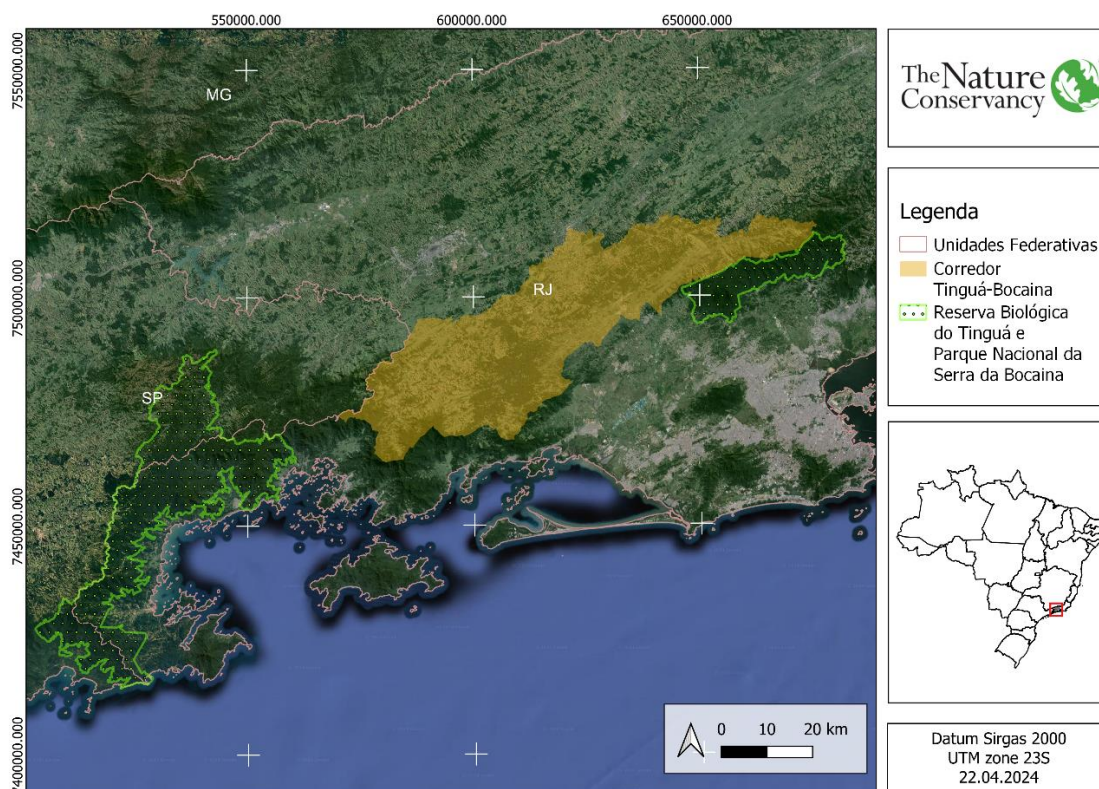 550000.000
600000.000
650000.000
7550000.000
7500000.000
7450000.000
7400000.000
MG
RJ
SP
0 10 20 km
The Nature
Conservancy
Legenda
Unidades Federativas
Corredor
Tinguá-Bocaina
Reserva Biológica
do Tinguá e
Parque Nacional da
Serra da Bocaina
Datum Sirgas 2000
UTM zone 23S
22.04.2024